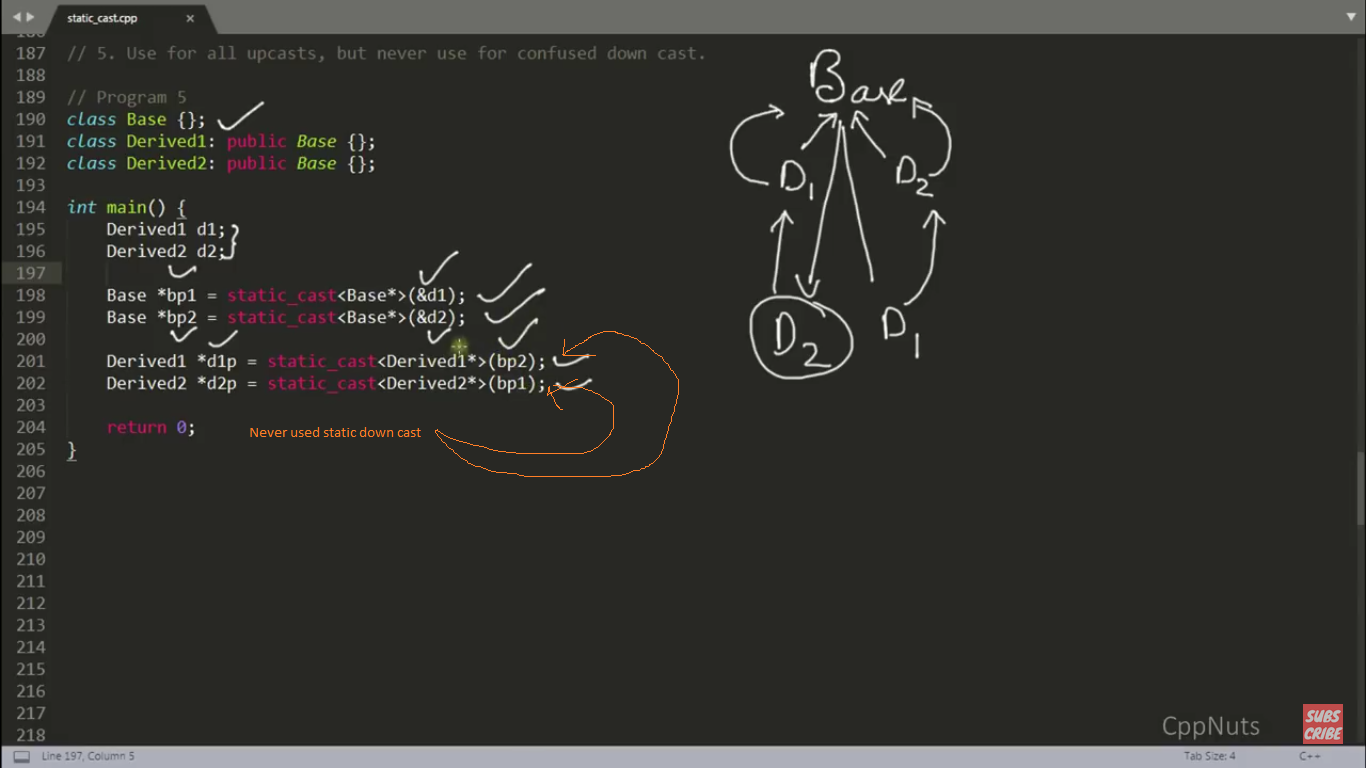 static_cast.cpp ×
186
187 // 5. Use for all upcasts, but never use for confused down cast.
188
189 // Program 5
190 class Base {};
191 class Derived1: public Base {};
192 class Derived2: public Base {};
193
194 int main() {
195 Derived1 d1;
196 Derived2 d2;
197
198 Base *bp1 = static_cast<Base*>(&d1);
199 Base *bp2 = static_cast<Base*>(&d2);
200
201 Derived1 *d1p = static_cast<Derived1*>(bp2);
202 Derived2 *d2p = static_cast<Derived2*>(bp1);
203
204 return 0;
Never used static down cast
205 }
206
207
208
209
210
211
212
213
214
215
216
217
218
Base
D1 D2
D2 D1
CppNuts
SUBS
CRIBE
Line 197, Column 5 Tab Size: 4 C++